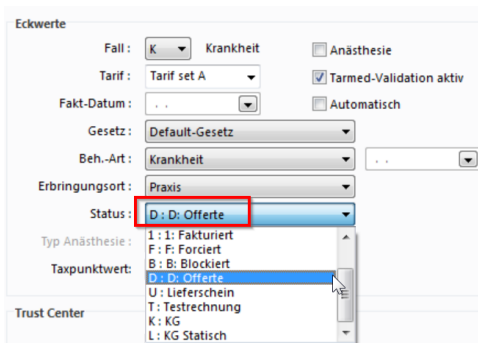 Eckwerte
Fall : K Krankheit Anästhesie
Tarif : Tarif set A Tarmed-Validation aktiv
Fakt-Datum : . . Automatisch
Gesetz : Default-Gesetz
Beh.-Art : Krankheit . .
Erbringungsort : Praxis
Status : D : D: Offerte
Typ Anästhesie : 1 : 1: Fakturiert
F : F: Forciert
Taxpunktwert: B : B: Blockiert
D : D: Offerte
U : Lieferschein
Trust Center T : Testrechnung
K : KG
L : KG Statisch